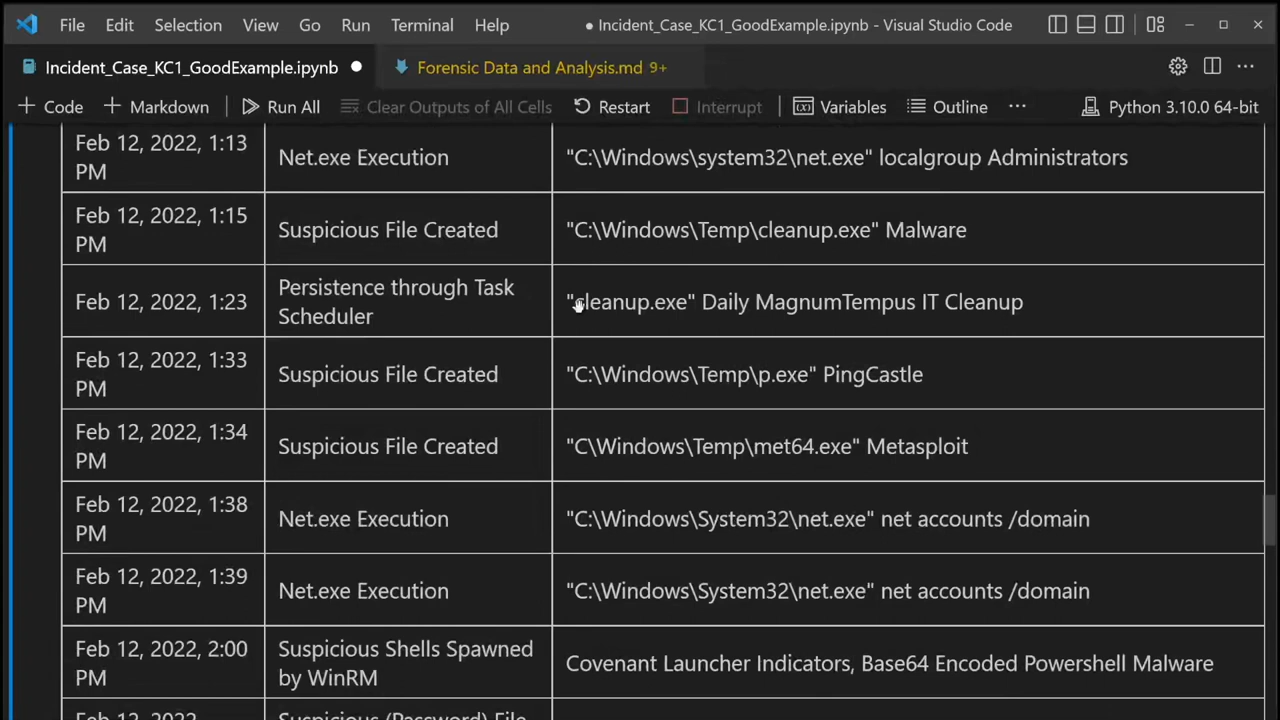 File Edit Selection View Go Run Terminal Help ● Incident_Case_KC1_GoodExample.ipynb - Visual Studio Code
Incident_Case_KC1_GoodExample.ipynb ● Forensic Data and Analysis.md 9+
+ Code + Markdown Run All Clear Outputs of All Cells Restart Interrupt Variables Outline ··· Python 3.10.0 64-bit
Feb 12, 2022, 1:13
PM
Net.exe Execution
"C:\Windows\system32\net.exe" localgroup Administrators
Feb 12, 2022, 1:15
PM
Suspicious File Created
"C:\Windows\Temp\cleanup.exe" Malware
Feb 12, 2022, 1:23
Persistence through Task
Scheduler
"cleanup.exe" Daily MagnumTempus IT Cleanup
Feb 12, 2022, 1:33
PM
Suspicious File Created
"C:\Windows\Temp\p.exe" PingCastle
Feb 12, 2022, 1:34
PM
Suspicious File Created
"C\Windows\Temp\met64.exe" Metasploit
Feb 12, 2022, 1:38
PM
Net.exe Execution
"C:\Windows\System32\net.exe" net accounts /domain
Feb 12, 2022, 1:39
PM
Net.exe Execution
"C:\Windows\System32\net.exe" net accounts /domain
Feb 12, 2022, 2:00
PM
Suspicious Shells Spawned
by WinRM
Covenant Launcher Indicators, Base64 Encoded Powershell Malware
Feb 12, 2022,
Suspicious (Password) File